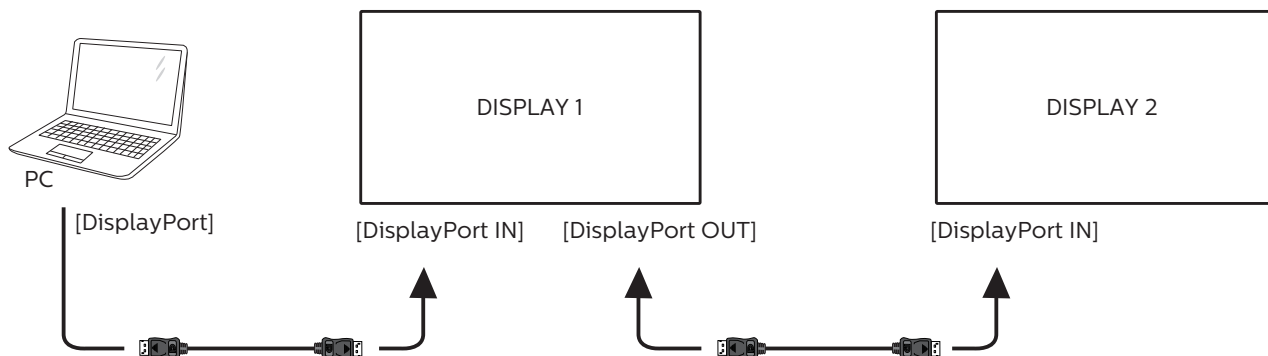 DISPLAY 1
DISPLAY 2
PC
[DisplayPort]
[DisplayPort IN]
[DisplayPort OUT]
[DisplayPort IN]